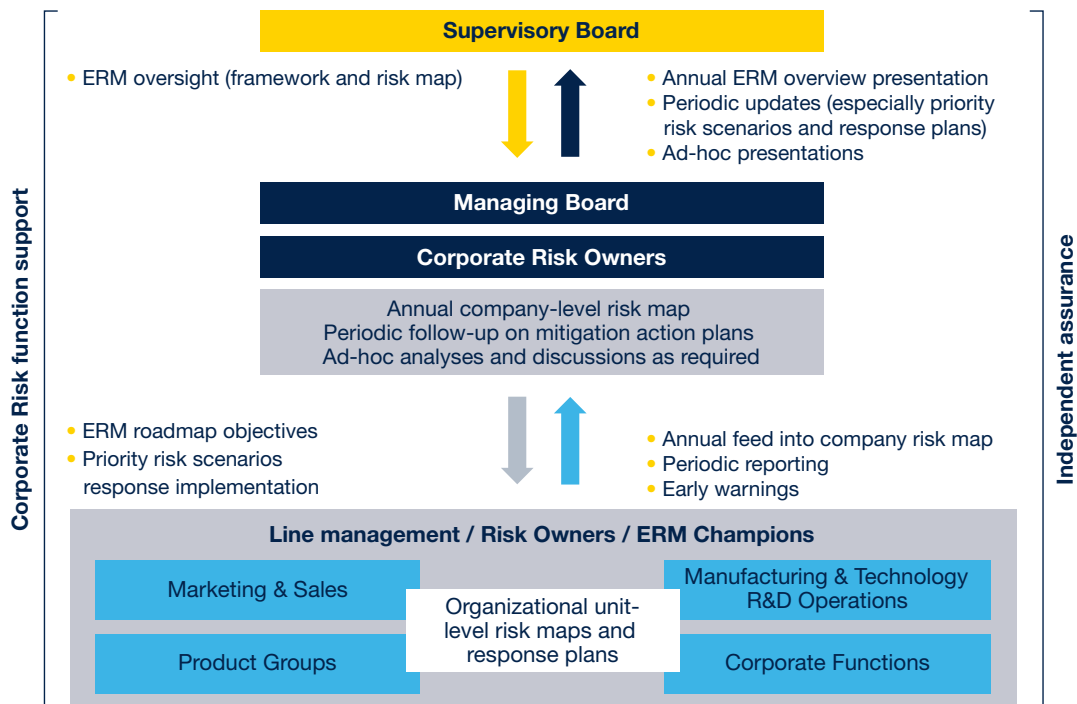 Supervisory Board
• ERM oversight (framework and risk map)
• Annual ERM overview presentation
• Periodic updates (especially priority
risk scenarios and response plans)
• Ad-hoc presentations
Managing Board
Corporate Risk Owners
Annual company-level risk map
Periodic follow-up on mitigation action plans
Ad-hoc analyses and discussions as required
• ERM roadmap objectives
• Priority risk scenarios
response implementation
• Annual feed into company risk map
• Periodic reporting
• Early warnings
Line management / Risk Owners / ERM Champions
Marketing & Sales
Manufacturing & Technology
R&D Operations
Organizational unit-
level risk maps and
response plans
Product Groups
Corporate Functions
Corporate Risk function support
Independent assurance